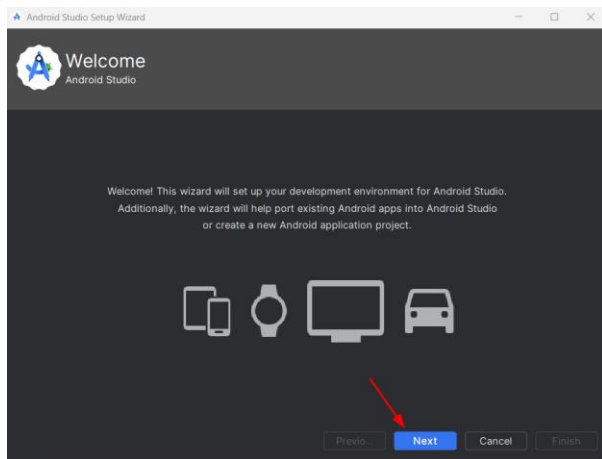 Android Studio Setup Wizard
Welcome
Android Studio
Welcome! This wizard will set up your development environment for Android Studio.
Additionally, the wizard will help port existing Android apps into Android Studio
or create a new Android application project.
Previo... Next Cancel Finish